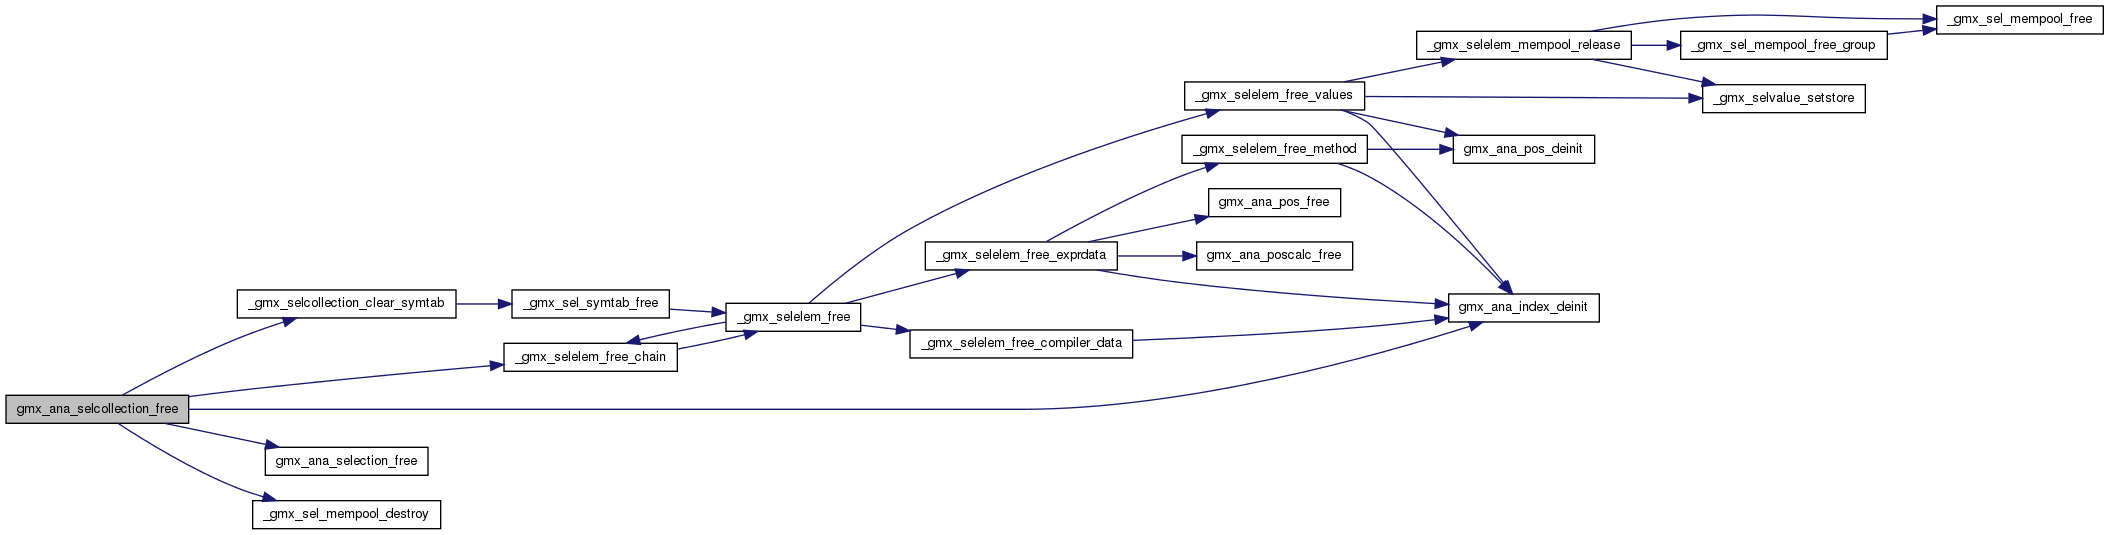 _gmx_sel_mempool_free
_gmx_selelem_mempool_release
_gmx_sel_mempool_free_group
_gmx_selelem_free_values
_gmx_selvalue_setstore
_gmx_selelem_free_method
gmx_ana_pos_deinit
gmx_ana_pos_free
_gmx_selelem_free_exprdata
gmx_ana_poscalc_free
_gmx_selcollection_clear_symtab
_gmx_sel_symtab_free
_gmx_selelem_free
gmx_ana_index_deinit
_gmx_selelem_free_chain
_gmx_selelem_free_compiler_data
gmx_ana_selcollection_free
gmx_ana_selection_free
_gmx_sel_mempool_destroy